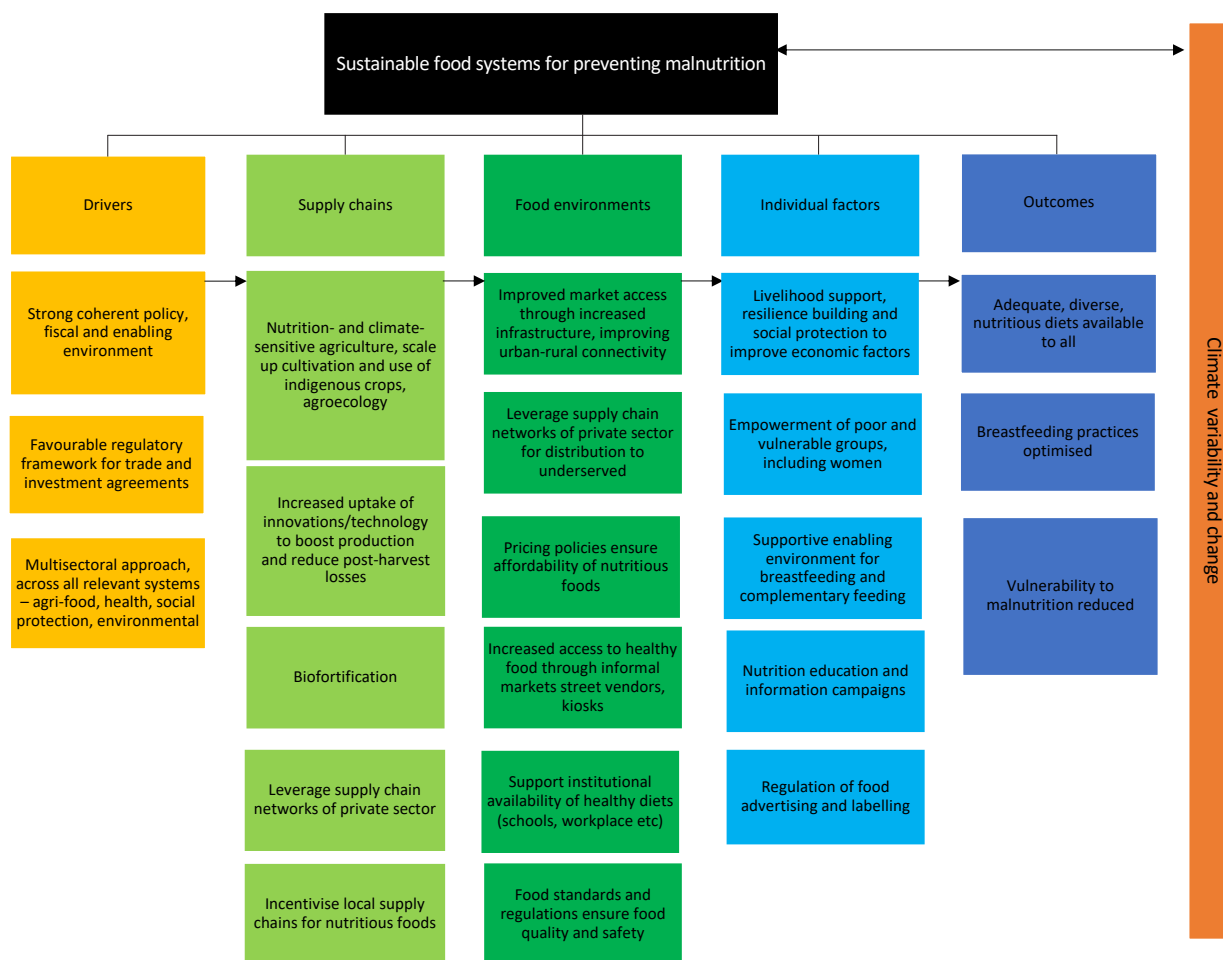 Sustainable food systems for preventing malnutrition
Drivers
Supply chains
Food environments
Individual factors
Outcomes
Strong coherent policy,
fiscal and enabling
environment
Favourable regulatory
framework for trade and
investment agreements
Multisectoral approach,
across all relevant systems
– agri-food, health, social
protection, environmental
Nutrition- and climate-
sensitive agriculture, scale
up cultivation and use of
indigenous crops,
agroecology
Increased uptake of
innovations/technology
to boost production
and reduce post-harvest
losses
Biofortification
Leverage supply chain
networks of private sector
Incentivise local supply
chains for nutritious foods
Improved market access
through increased
infrastructure, improving
urban-rural connectivity
Leverage supply chain
networks of private sector
for distribution to
underserved
Pricing policies ensure
affordability of nutritious
foods
Increased access to healthy
food through informal
markets street vendors,
kiosks
Support institutional
availability of healthy diets
(schools, workplace etc)
Food standards and
regulations ensure food
quality and safety
Livelihood support,
resilience building and
social protection to
improve economic factors
Empowerment of poor and
vulnerable groups,
including women
Supportive enabling
environment for
breastfeeding and
complementary feeding
Nutrition education and
information campaigns
Regulation of food
advertising and labelling
Adequate, diverse,
nutritious diets available
to all
Breastfeeding practices
optimised
Vulnerability to
malnutrition reduced
Climate variability and change